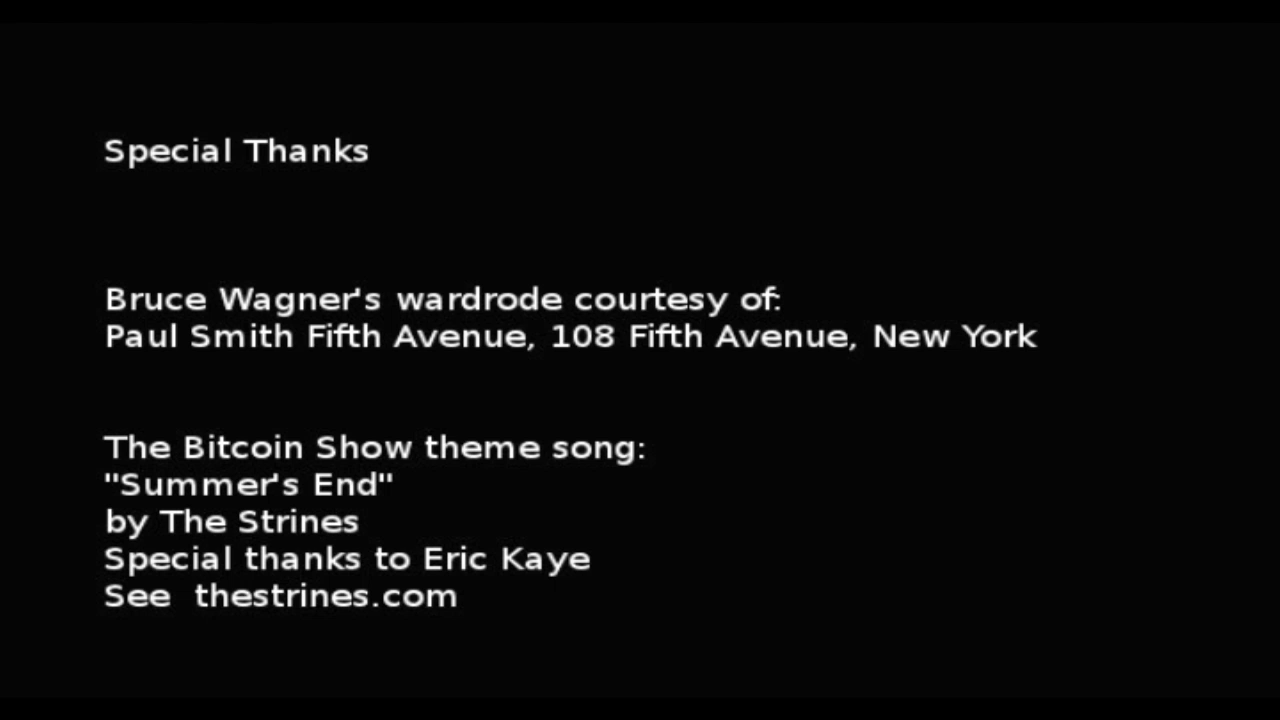 Special Thanks
Bruce Wagner's wardrode courtesy of:
Paul Smith Fifth Avenue, 108 Fifth Avenue, New York
The Bitcoin Show theme song:
"Summer's End"
by The Strines
Special thanks to Eric Kaye
See  thestrines.com